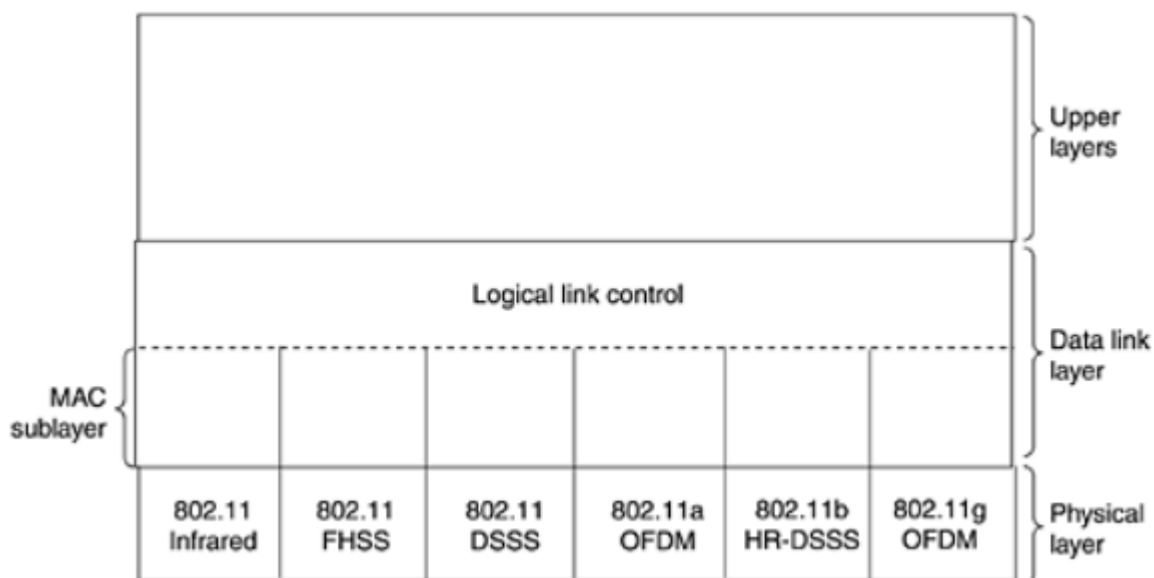 Upper
layers
Logical link control
Data link
layer
MAC
sublayer
802.11
Infrared
802.11
FHSS
802.11
DSSS
802.11a
OFDM
802.11b
HR-DSSS
802.11g
OFDM
Physical
layer